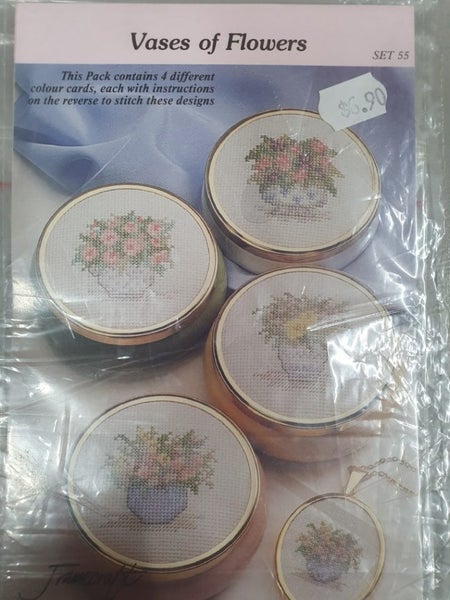 Vases of Flowers
SET 55
This Pack contains 4 different
colour cards, each with instructions
on the reverse to stitch these designs
$6.90
Framecraft